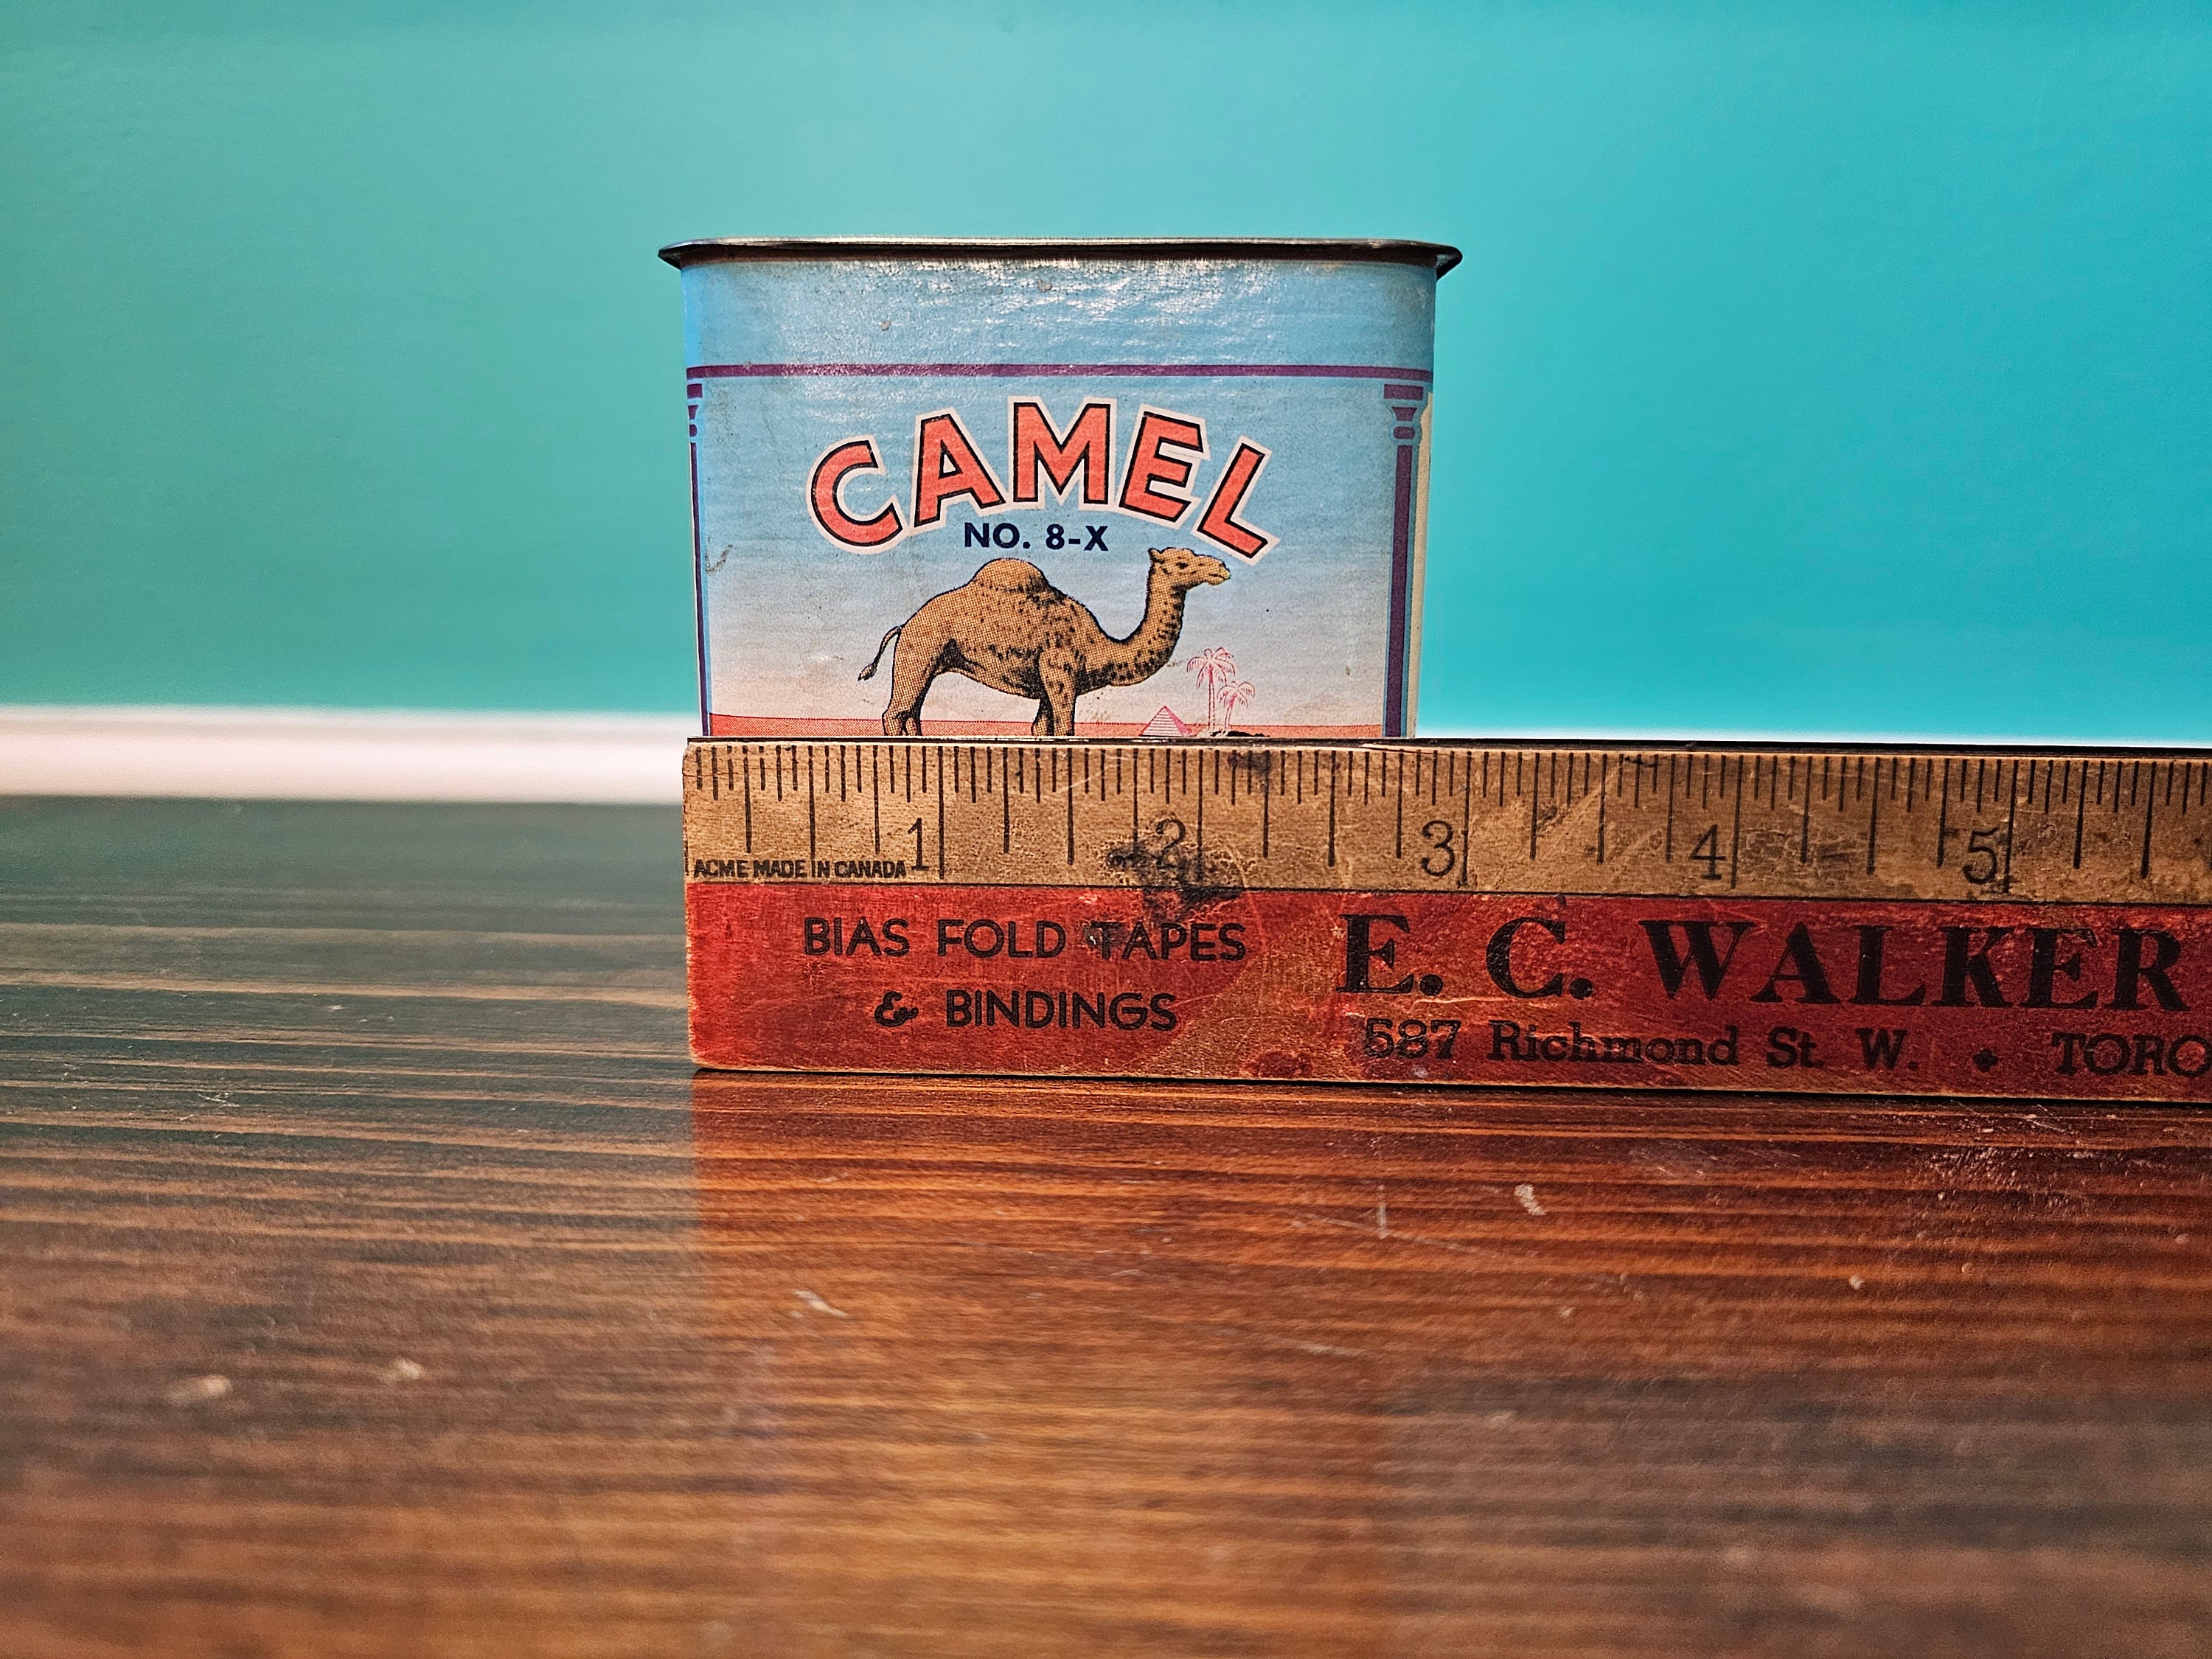 CAMEL
NO. 8-X
1 2 3 4 5
ACME MADE IN CANADA
BIAS FOLD TAPES
& BINDINGS
E. C. WALKER
587 Richmond St. W. • TORO